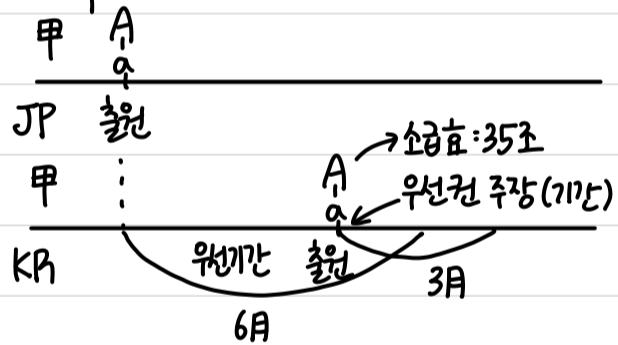 甲 A
a
JP 출원
A → 소급효:35조
甲 a ← 우선권 주장(기간)
KR 우선기간 출원
3月
6月